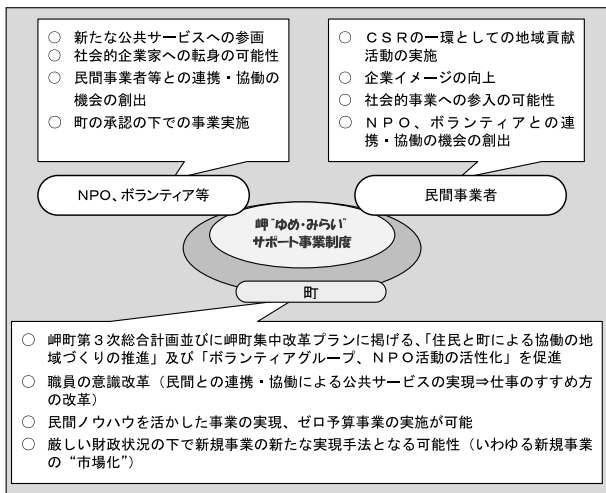 ○ 新たな公共サービスへの参画
○ 社会的企業家への転身の可能性
○ 民間事業者等との連携・協働の
機会の創出
○ 町の承認の下での事業実施
○ CSRの一環としての地域貢献
活動の実施
○ 企業イメージの向上
○ 社会的事業への参入の可能性
○ NPO、ボランティアとの連
携・協働の機会の創出
NPO、ボランティア等
民間事業者
岬“ゆめ・みらい”
サポート事業制度
町
○ 岬町第3次総合計画並びに岬町集中改革プランに掲げる、「住民と町による協働の地
域づくりの推進」及び「ボランティアグループ、NPO活動の活性化」を促進
○ 職員の意識改革（民間との連携・協働による公共サービスの実現⇒仕事のすすめ方
の改革）
○ 民間ノウハウを活かした事業の実現、ゼロ予算事業の実施が可能
○ 厳しい財政状況の下で新規事業の新たな実現手法となる可能性（いわゆる新規事業
の“市場化”）